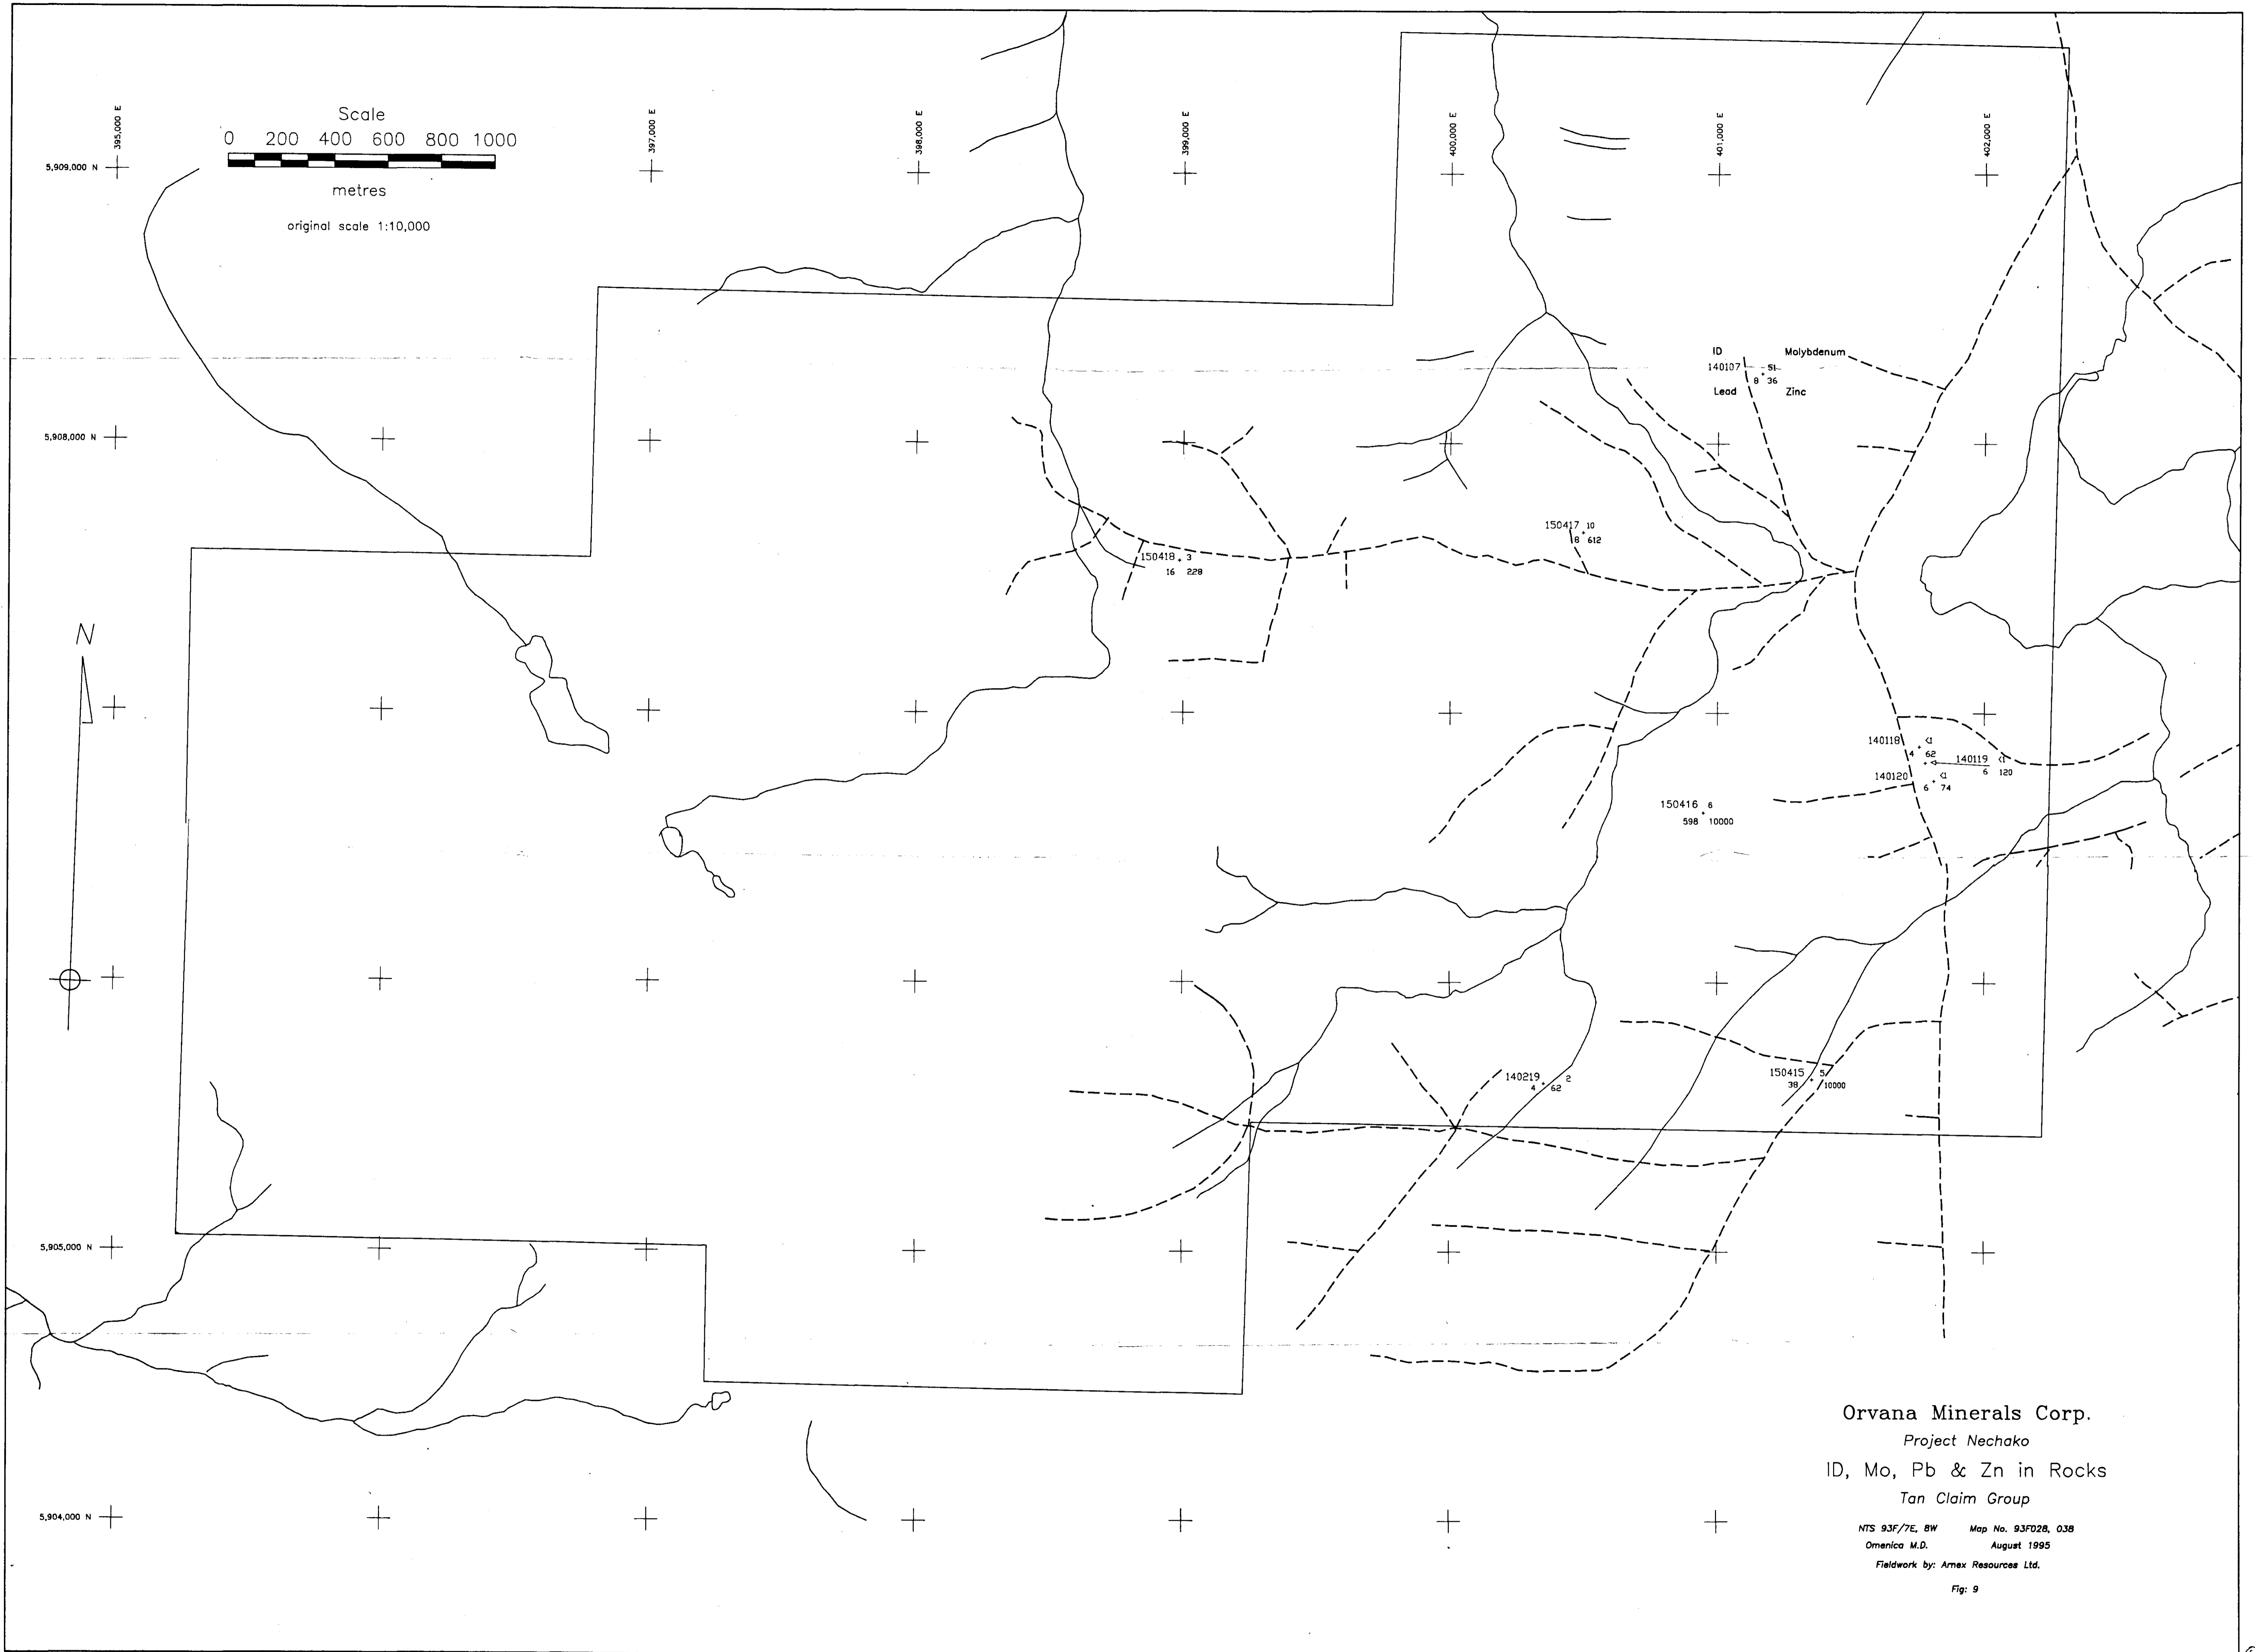 Scale
0 200 400 600 800 1000
metres
original scale 1:10,000
395,000 E
397,000 E
398,000 E
399,000 E
400,000 E
401,000 E
402,000 E
5,909,000 N
5,908,000 N
ID Molybdenum
140107 51
8 36
Lead Zinc
150417 10
8 612
150418 3
16 228
N
140118 <1
4 62
140119 <1
6 120
140120 <1
6 74
150416 6
598 10000
140219 2
4 62
150415 5
38 10000
5,905,000 N
5,904,000 N
Orvana Minerals Corp.
Project Nechako
ID, Mo, Pb & Zn in Rocks
Tan Claim Group
NTS 93F/7E, 8W Map No. 93F028, 038
Omenica M.D. August 1995
Fieldwork by: Arnex Resources Ltd.
Fig: 9